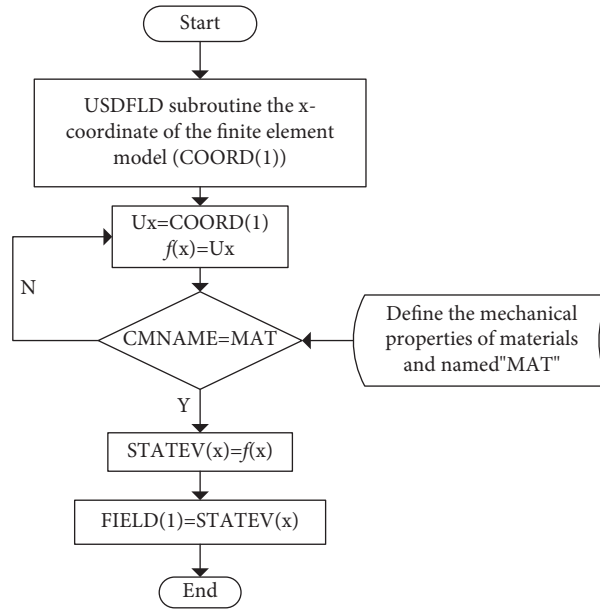 Start
USDFLD subroutine the x-
coordinate of the finite element
model (COORD(1))
Ux=COORD(1)
f(x)=Ux
N
CMNAME=MAT
Define the mechanical
properties of materials
and named"MAT"
Y
STATEV(x)=f(x)
FIELD(1)=STATEV(x)
End